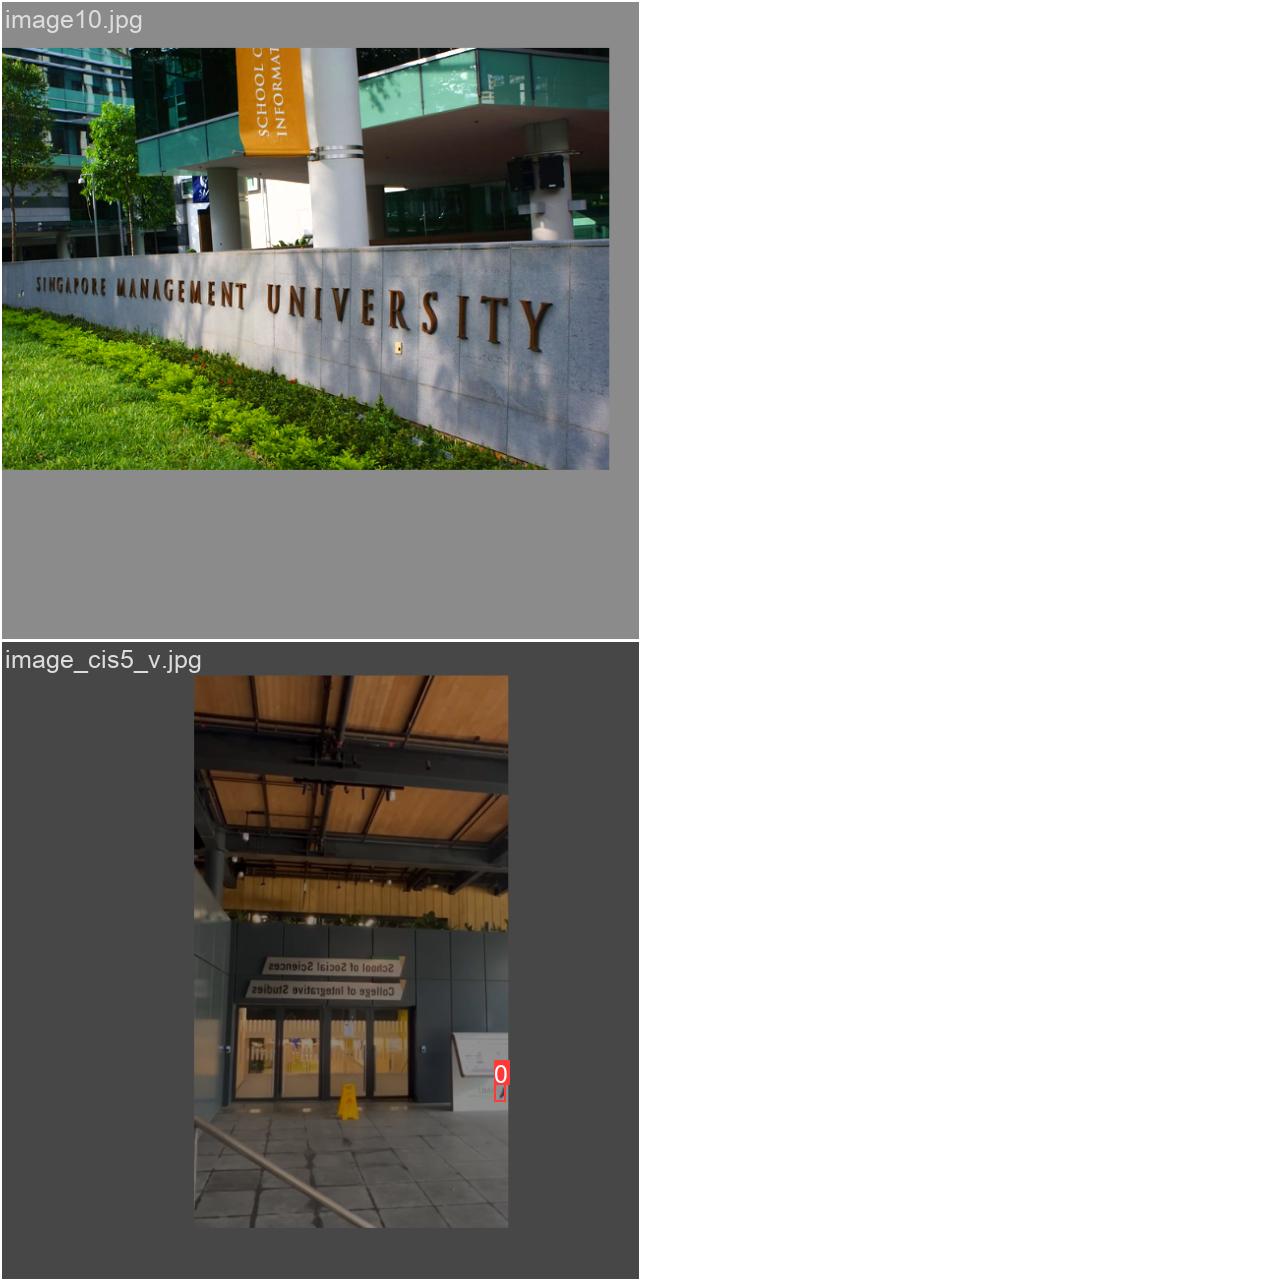 image10.jpg
SCHOOL O
INFORMAT
SINGAPORE MANAGEMENT UNIVERSITY
image_cis5_v.jpg
School of Social Sciences
College of Integrative Studies
0